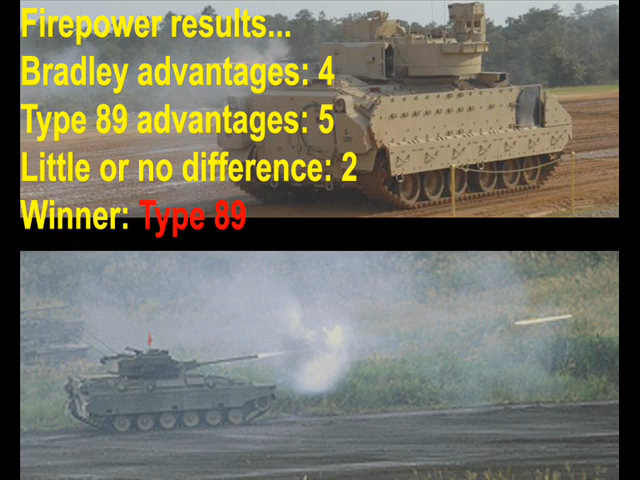 Firepower results...
Bradley advantages: 4
Type 89 advantages: 5
Little or no difference: 2
Winner: Type 89